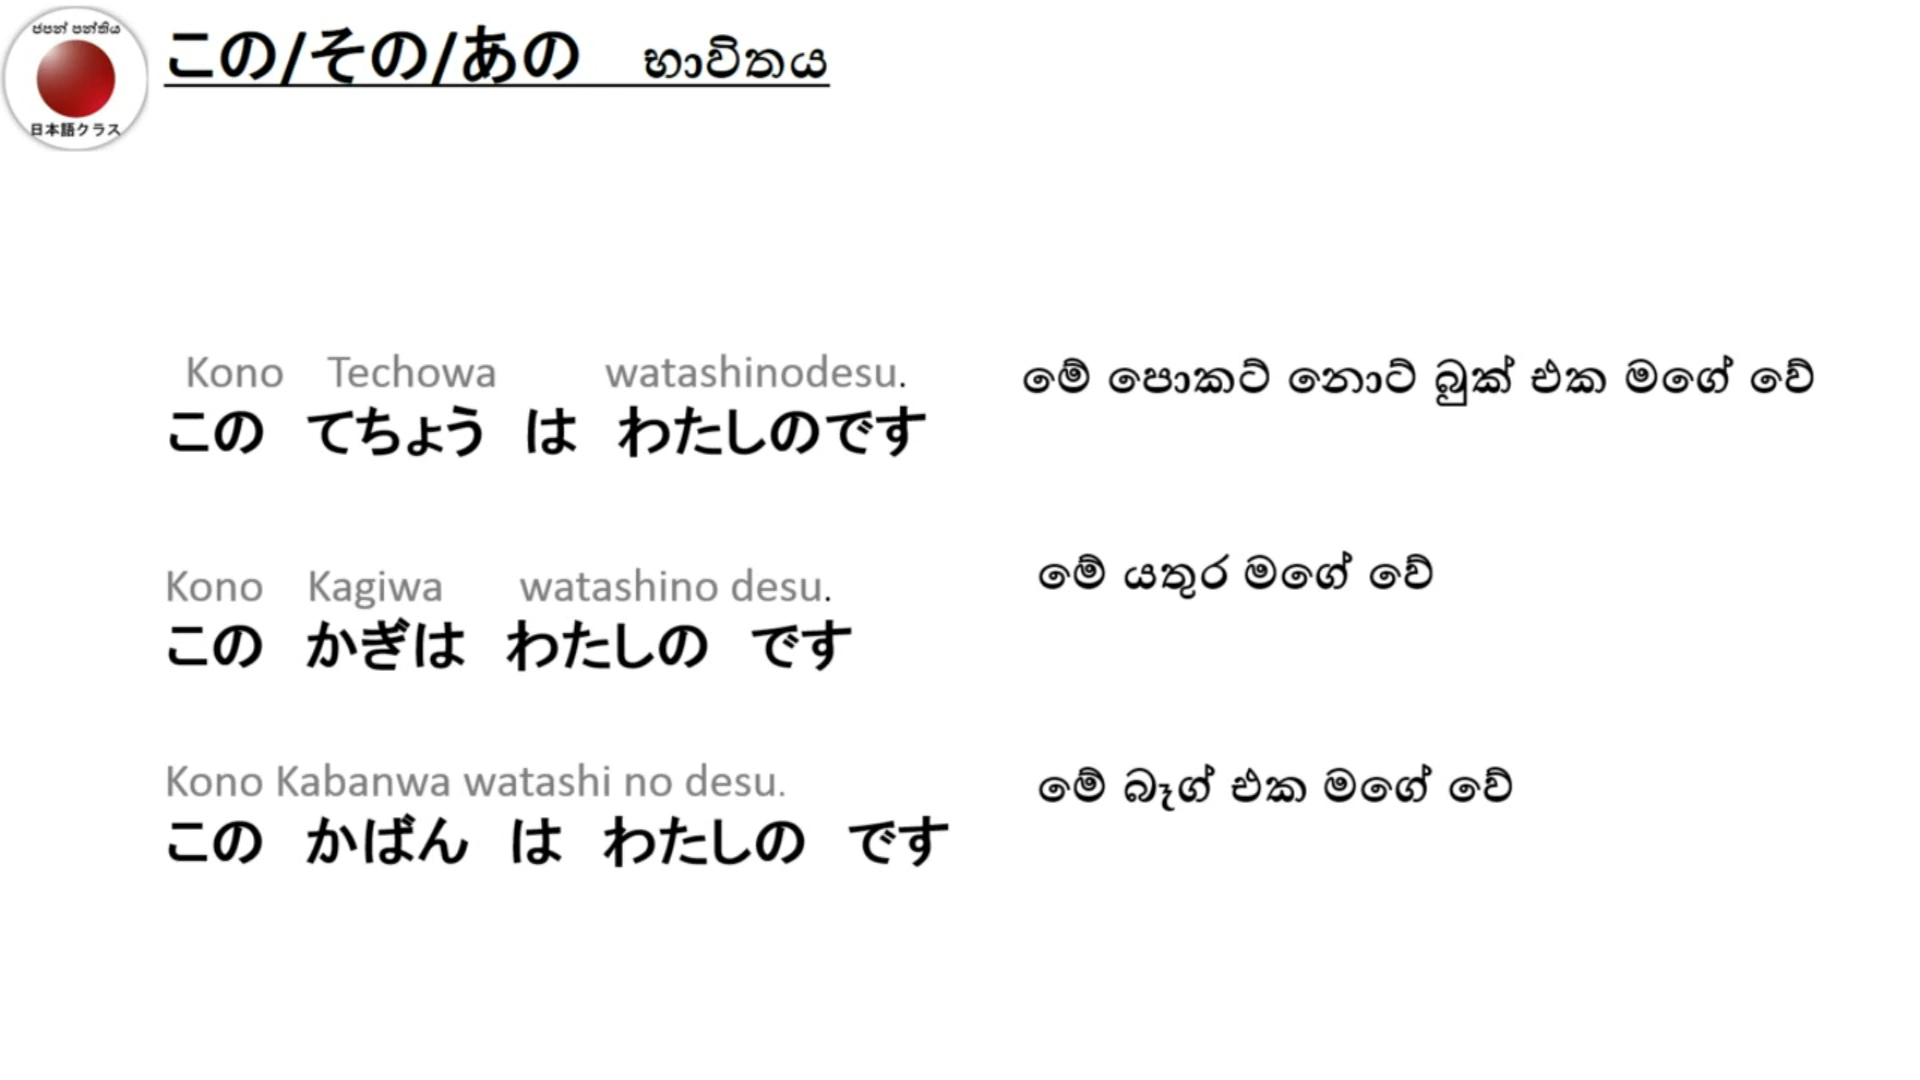 ජපන් පන්තිය
日本語クラス
この/その/あの භාවිතය
Kono Techowa watashinodesu.
この てちょう は わたしのです
මේ පොකට් නොට් බුක් එක මගේ වේ
Kono Kagiwa watashino desu.
この かぎは わたしの です
මේ යතුර මගේ වේ
Kono Kabanwa watashi no desu.
この かばん は わたしの です
මේ බෑග් එක මගේ වේ